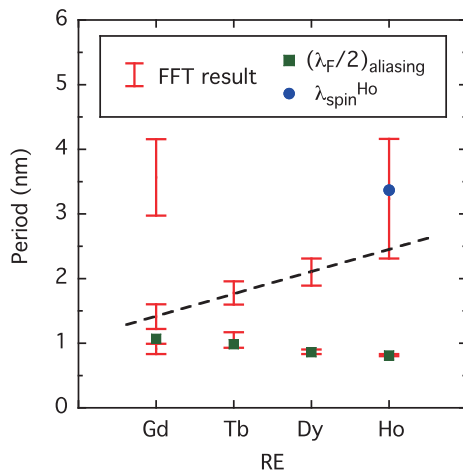 6
5
4
3
2
1
0
Period (nm)
FFT result
(λF/2)aliasing
λspinHo
Gd Tb Dy Ho
RE